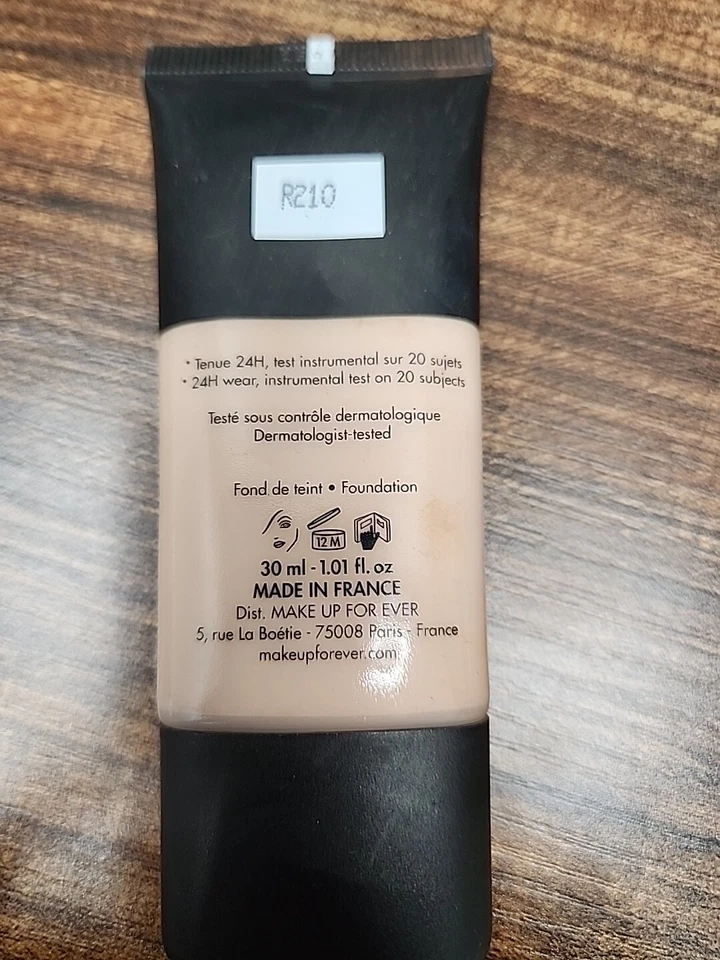 R210
• Tenue 24H, test instrumental sur 20 sujets
• 24H wear, instrumental test on 20 subjects
Testé sous contrôle dermatologique
Dermatologist-tested
Fond de teint • Foundation
12 M
30 ml - 1.01 fl. oz
MADE IN FRANCE
Dist. MAKE UP FOR EVER
5, rue La Boétie - 75008 Paris - France
makeupforever.com